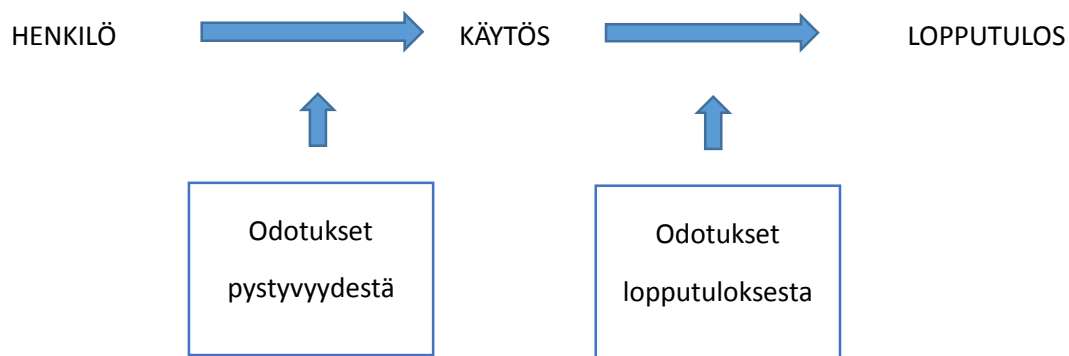 HENKILÖ
KÄYTÖS
LOPPUTULOS
Odotukset
pystyvyydestä
Odotukset
lopputuloksesta